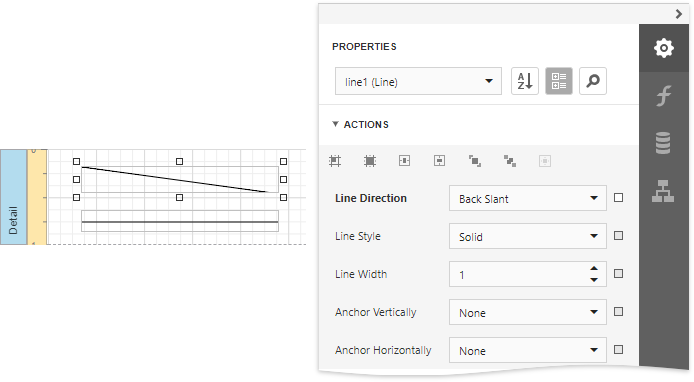 Detail
PROPERTIES
line1 (Line)
A
Z
ACTIONS
Line Direction Back Slant
Line Style Solid
Line Width 1
Anchor Vertically None
Anchor Horizontally None